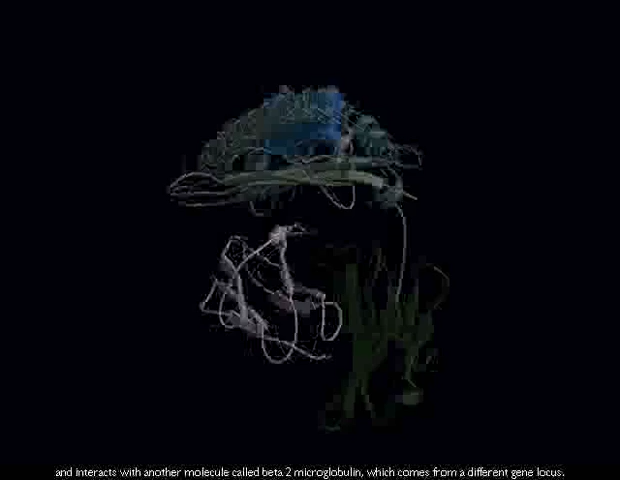 and interacts with another molecule called beta 2 microglobulin, which comes from a different gene locus.